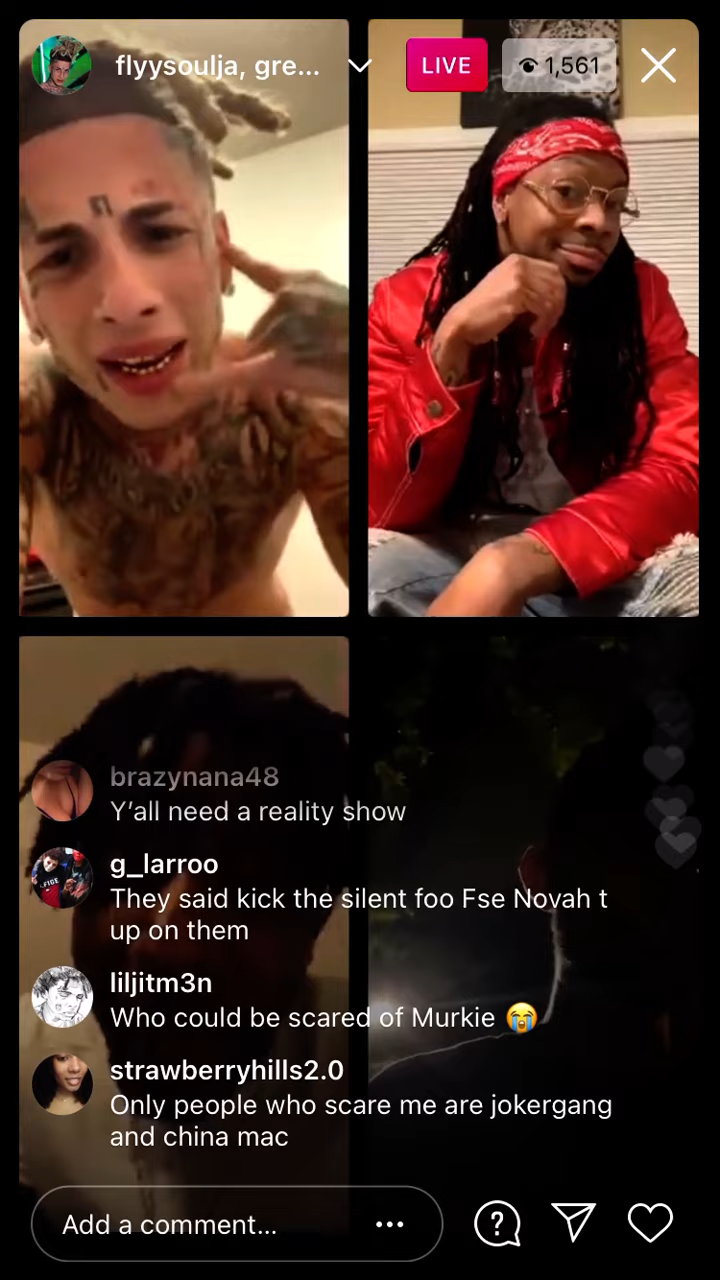 flyysoulja, gre...
LIVE
1,561
brazynana48
Y'all need a reality show
g_larroo
They said kick the silent foo Fse Novah t
up on them
liljitm3n
Who could be scared of Murkie 😭
strawberryhills2.0
Only people who scare me are jokergang
and china mac
Add a comment...